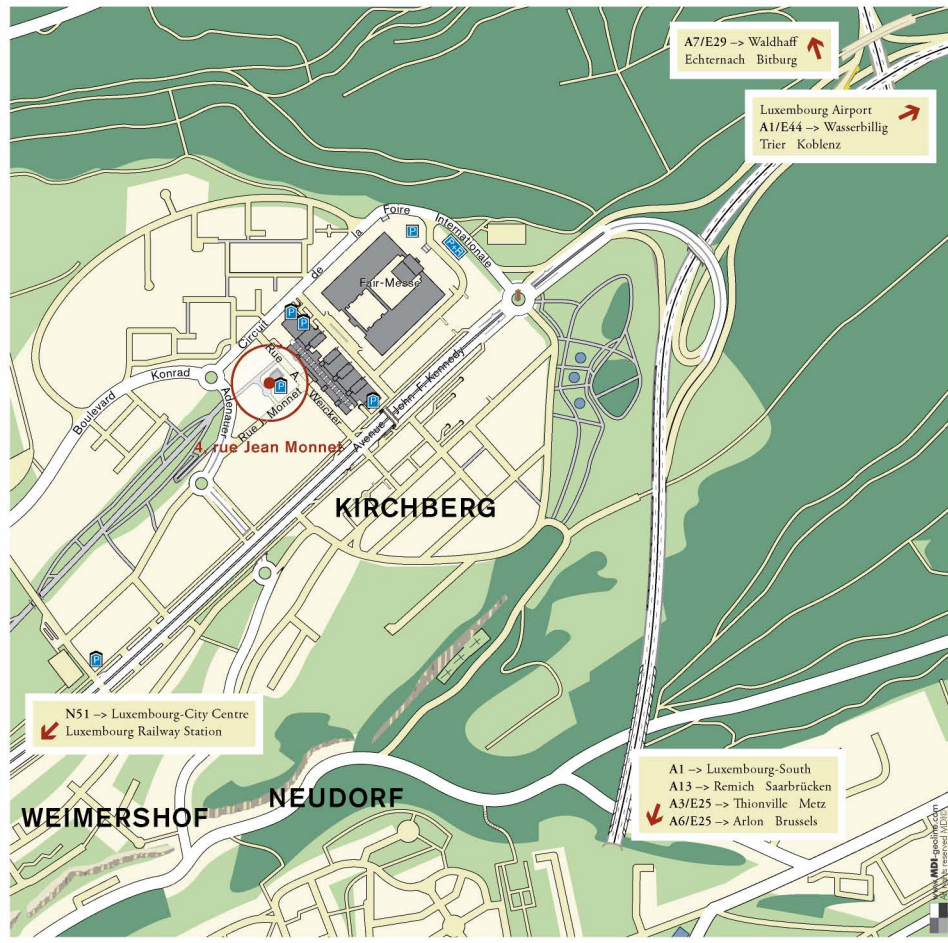 A7/E29 –> Waldhaff
Echternach Bitburg
Luxembourg Airport
A1/E44 –> Wasserbillig
Trier Koblenz
Circuit de la Foire Internationale
P
P+R
Fair-Messe
P
P
Rue A. Weicker
Boulevard Konrad Adenauer
P
P
Rue J. Monnet
Avenue John F. Kennedy
4, rue Jean Monnet
KIRCHBERG
P
N51 –> Luxembourg-City Centre
Luxembourg Railway Station
A1 –> Luxembourg-South
A13 –> Remich Saarbrücken
A3/E25 –> Thionville Metz
A6/E25 –> Arlon Brussels
NEUDORF
WEIMERSHOF
www.MDI-geoline.com